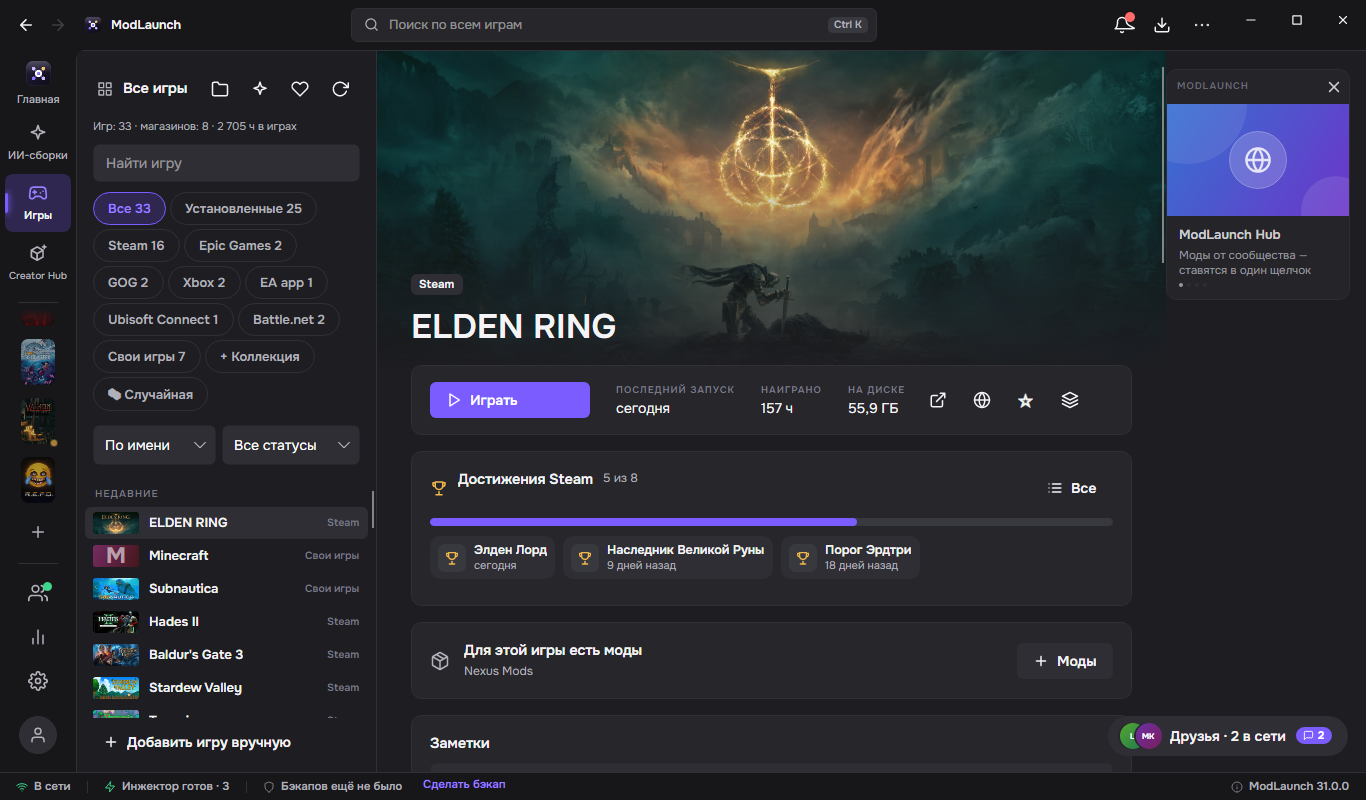 ModLaunch
Поиск по всем играм
Ctrl K
Главная
ИИ-сборки
Игры
Creator Hub
Все игры
Игр: 33 · магазинов: 8 · 2 705 ч в играх
Найти игру
Все 33
Установленные 25
Steam 16
Epic Games 2
GOG 2
Xbox 2
EA app 1
Ubisoft Connect 1
Battle.net 2
Свои игры 7
+ Коллекция
Случайная
По имени
Все статусы
НЕДАВНИЕ
ELDEN RING
Steam
Minecraft
Свои игры
Subnautica
Свои игры
Hades II
Steam
Baldur's Gate 3
Steam
Stardew Valley
Steam
Добавить игру вручную
Steam
ELDEN RING
Играть
ПОСЛЕДНИЙ ЗАПУСК
сегодня
НАИГРАНО
157 ч
НА ДИСКЕ
55,9 ГБ
Достижения Steam
5 из 8
Все
Элден Лорд
сегодня
Наследник Великой Руны
9 дней назад
Порог Эрдтри
18 дней назад
Для этой игры есть моды
Nexus Mods
Моды
Заметки
MODLAUNCH
ModLaunch Hub
Моды от сообщества —
ставятся в один щелчок
MK
Друзья · 2 в сети
2
В сети
Инжектор готов · 3
Бэкапов ещё не было
Сделать бэкап
ModLaunch 31.0.0